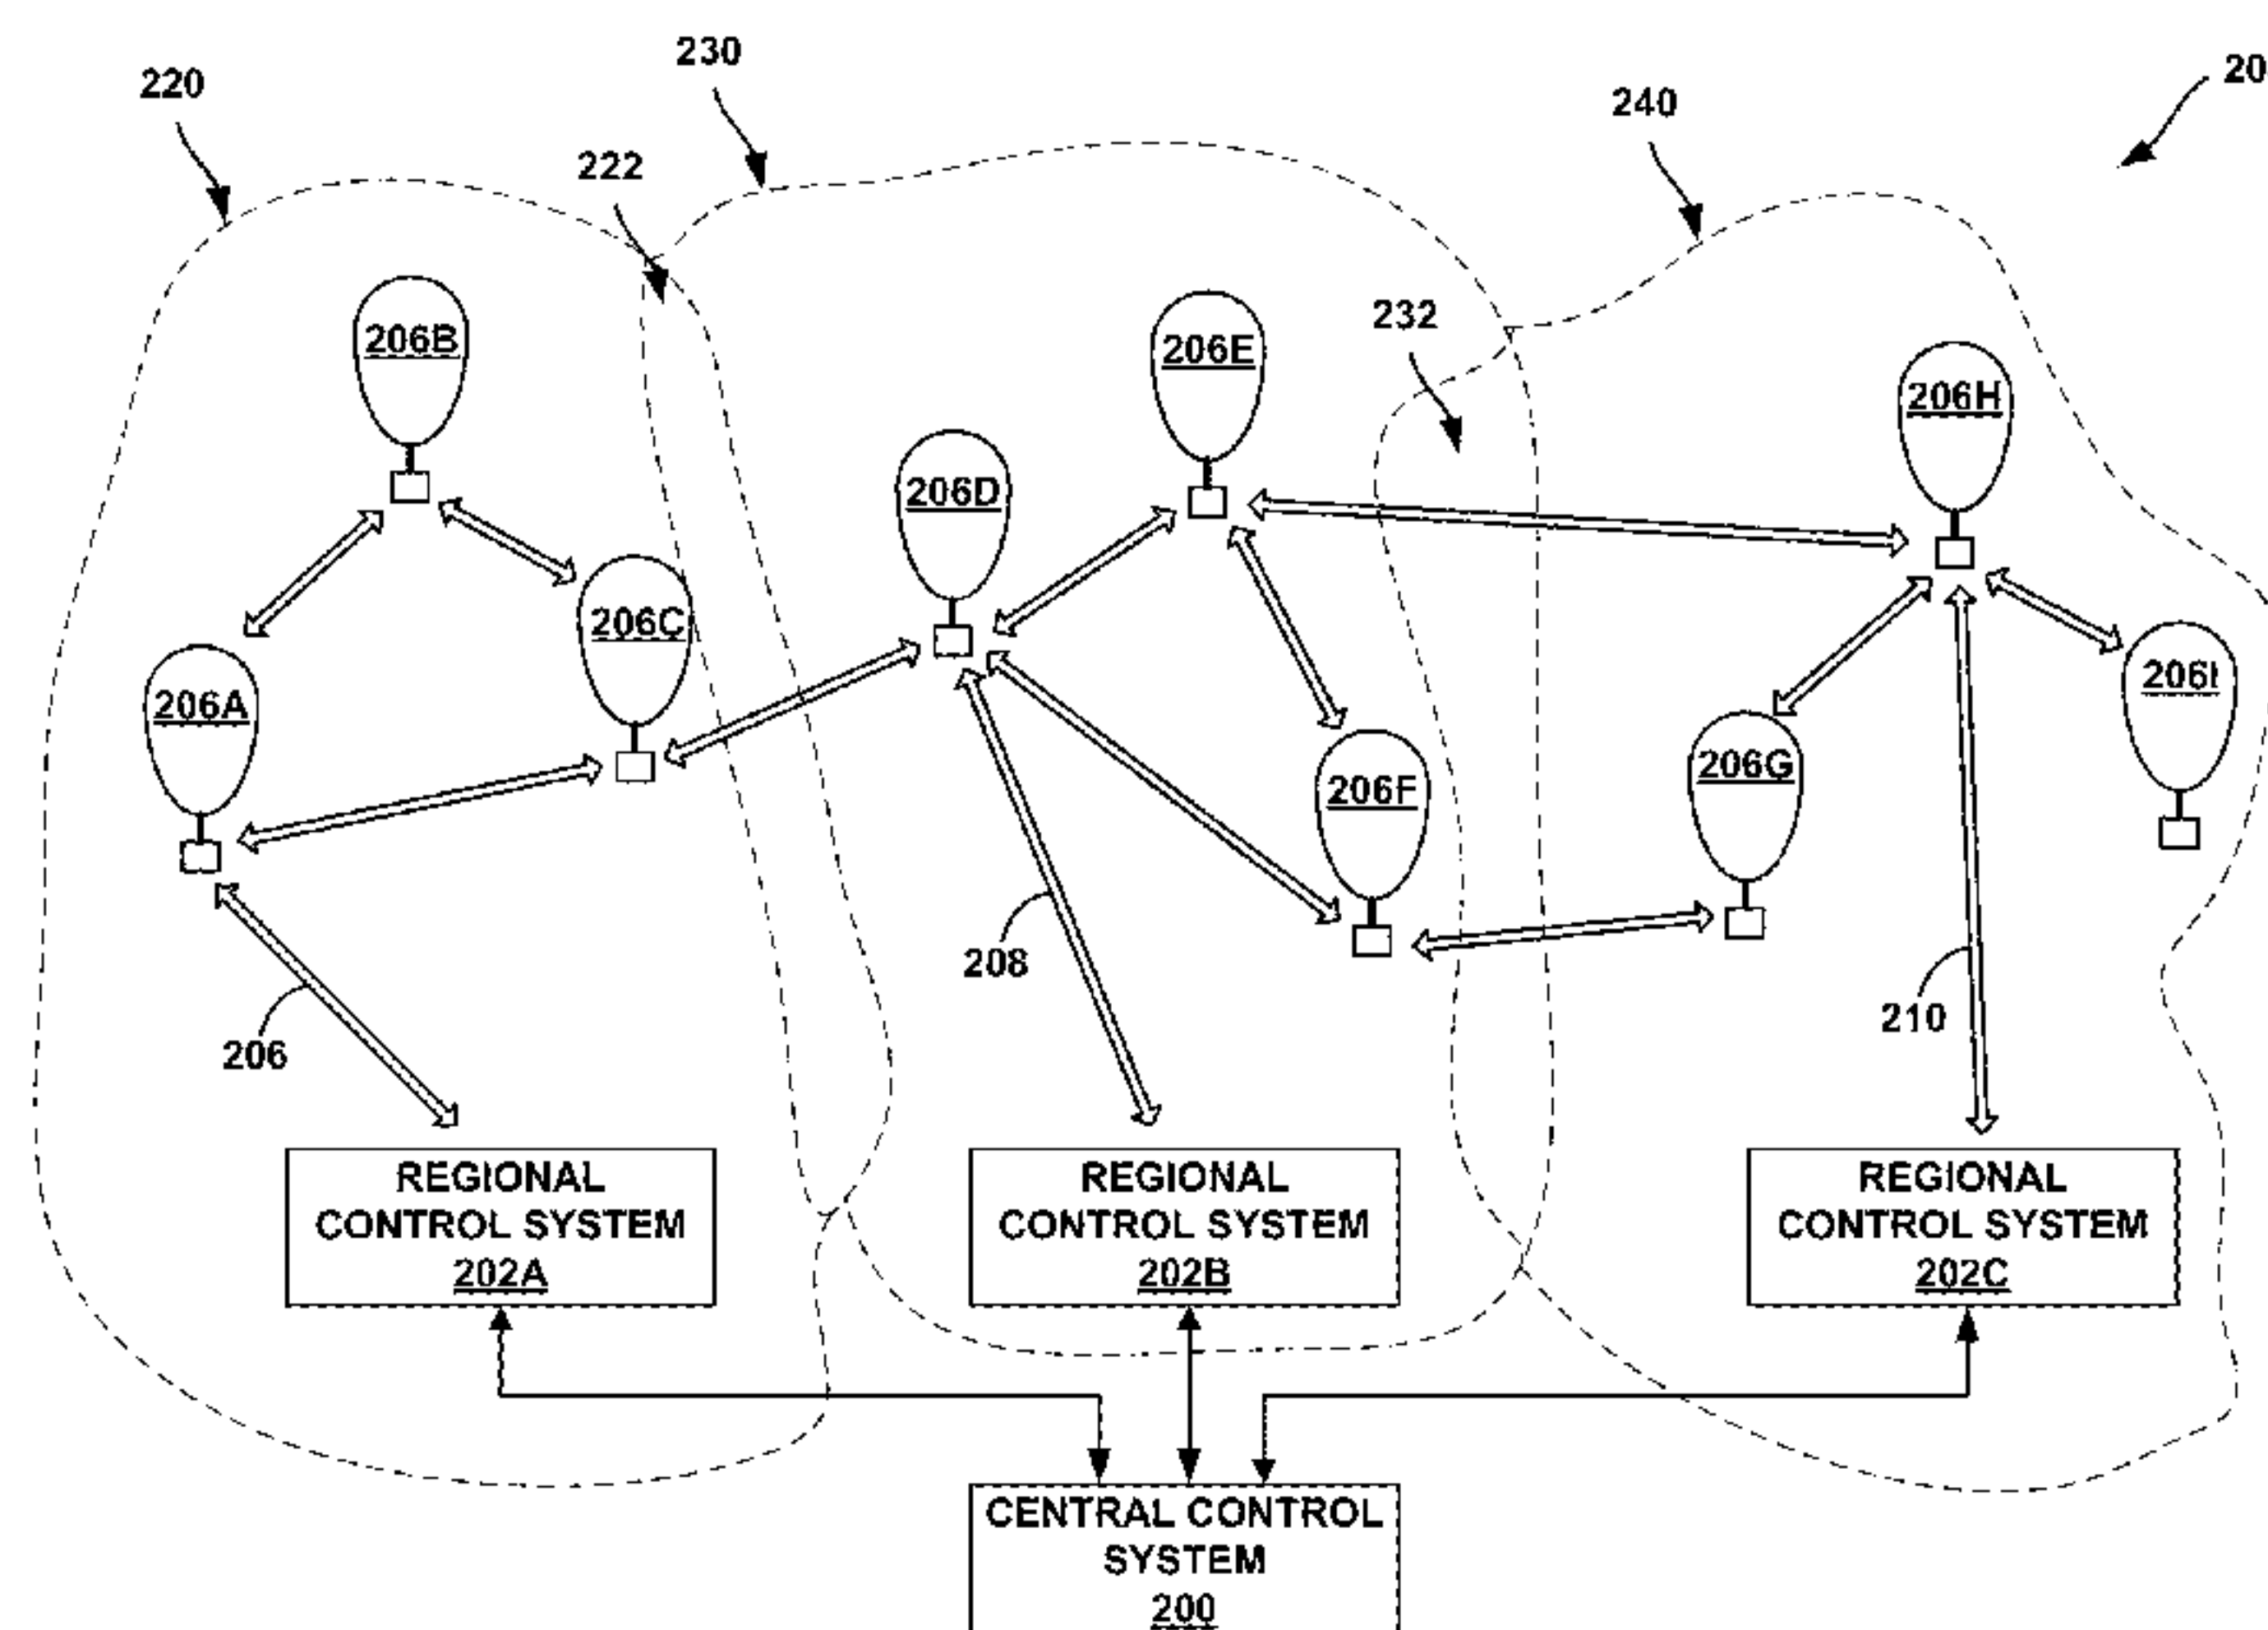 220
230
20
240
222
232
206B
206E
206H
206D
206C
206I
206A
206G
206F
208
210
206
REGIONAL
CONTROL SYSTEM
202A
REGIONAL
CONTROL SYSTEM
202B
REGIONAL
CONTROL SYSTEM
202C
CENTRAL CONTROL
SYSTEM
200